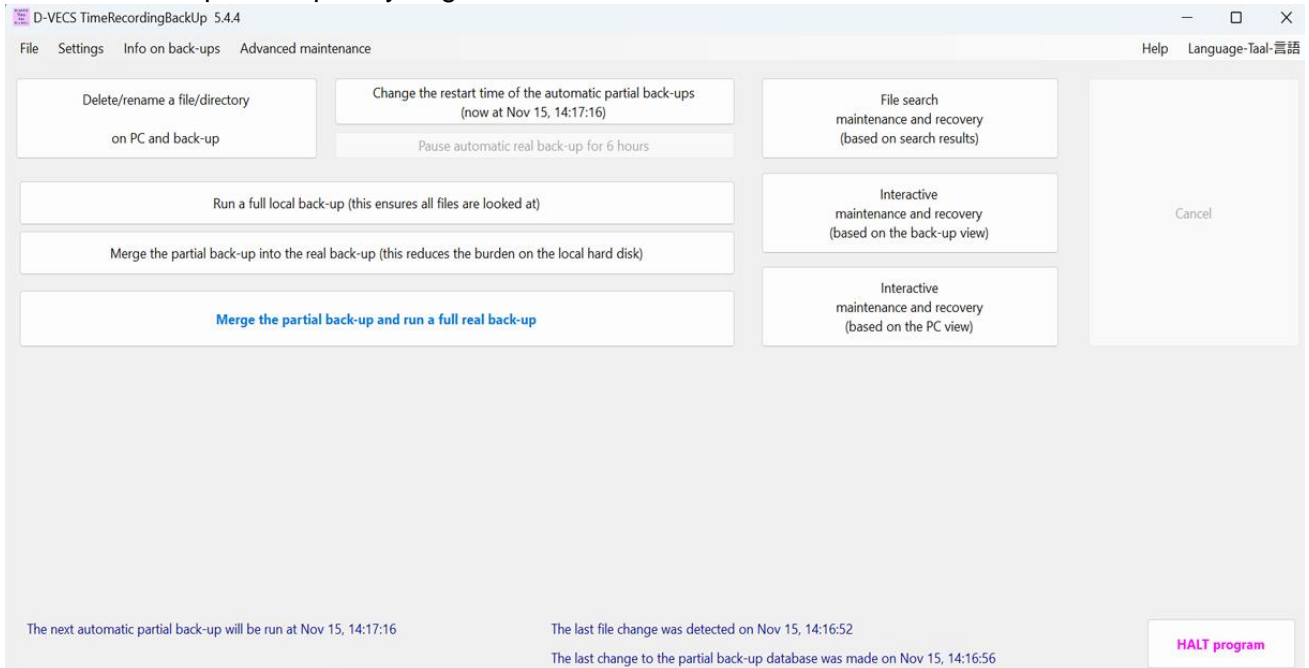 D-VECS TimeRecordingBackUp 5.4.4
File Settings Info on back-ups Advanced maintenance Help Language-Taal-言語
Delete/rename a file/directory
on PC and back-up
Change the restart time of the automatic partial back-ups
(now at Nov 15, 14:17:16)
Pause automatic real back-up for 6 hours
File search
maintenance and recovery
(based on search results)
Run a full local back-up (this ensures all files are looked at)
Interactive
maintenance and recovery
(based on the back-up view)
Cancel
Merge the partial back-up into the real back-up (this reduces the burden on the local hard disk)
Merge the partial back-up and run a full real back-up
Interactive
maintenance and recovery
(based on the PC view)
The next automatic partial back-up will be run at Nov 15, 14:17:16
The last file change was detected on Nov 15, 14:16:52
The last change to the partial back-up database was made on Nov 15, 14:16:56
HALT program